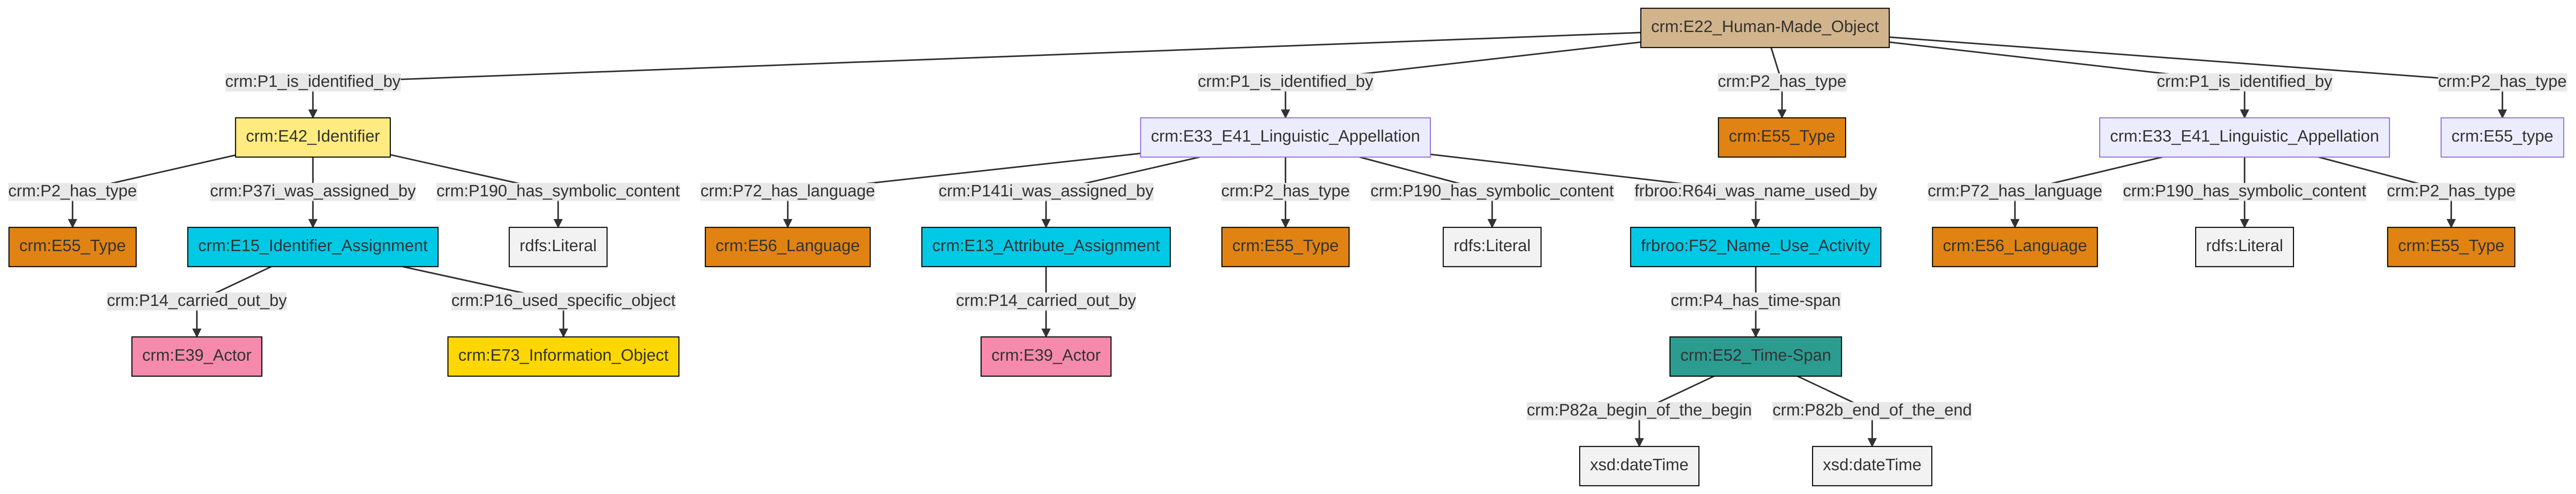 crm:E22_Human-Made_Object
crm:P1_is_identified_by
crm:P1_is_identified_by
crm:P2_has_type
crm:P1_is_identified_by
crm:P2_has_type
crm:E42_Identifier
crm:E33_E41_Linguistic_Appellation
crm:E55_Type
crm:E33_E41_Linguistic_Appellation
crm:E55_type
crm:P2_has_type
crm:P37i_was_assigned_by
crm:P190_has_symbolic_content
crm:P72_has_language
crm:P141i_was_assigned_by
crm:P2_has_type
crm:P190_has_symbolic_content
frbroo:R64i_was_name_used_by
crm:P72_has_language
crm:P190_has_symbolic_content
crm:P2_has_type
crm:E55_Type
crm:E15_Identifier_Assignment
rdfs:Literal
crm:E56_Language
crm:E13_Attribute_Assignment
crm:E55_Type
rdfs:Literal
frbroo:F52_Name_Use_Activity
crm:E56_Language
rdfs:Literal
crm:E55_Type
crm:P14_carried_out_by
crm:P16_used_specific_object
crm:P14_carried_out_by
crm:P4_has_time-span
crm:E39_Actor
crm:E73_Information_Object
crm:E39_Actor
crm:E52_Time-Span
crm:P82a_begin_of_the_begin
crm:P82b_end_of_the_end
xsd:dateTime
xsd:dateTime